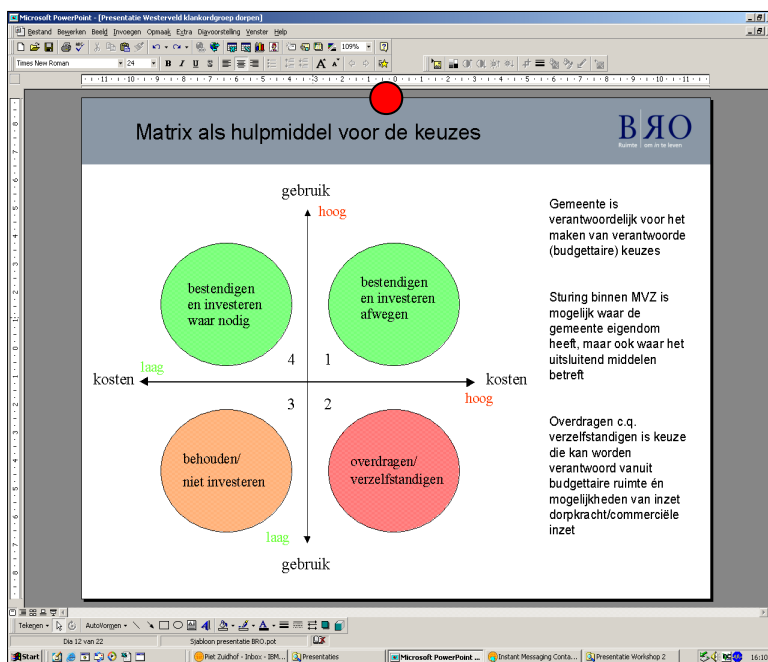 Microsoft PowerPoint - [Presentatie Westerveld klankordgroep dorpen]
Bestand Bewerken Beeld Invoegen Opmaak Extra Diavoorstelling Venster Help
109%
Times New Roman 24 B I U S
Matrix als hulpmiddel voor de keuzes
BRO
Ruimte om in te leven
gebruik
hoog
bestendigen
en investeren
waar nodig
bestendigen
en investeren
afwegen
laag
4 1
kosten
kosten
3 2
hoog
behouden/
niet investeren
overdragen/
verzelfstandigen
laag
gebruik
Gemeente is
verantwoordelijk voor het
maken van verantwoorde
(budgettaire) keuzes
Sturing binnen MVZ is
mogelijk waar de
gemeente eigendom
heeft, maar ook waar het
uitsluitend middelen
betreft
Overdragen c.q.
verzelfstandigen is keuze
die kan worden
verantwoord vanuit
budgettaire ruimte én
mogelijkheden van inzet
dorpkracht/commerciële
inzet
Tekenen AutoVormen
Dia 12 van 22 Sjabloon presentatie BRO.pot
Start Piet Zuidhof - Inbox - IBM... Presentaties Microsoft PowerPoint ... Instant Messaging Conta... Presentatie Workshop 2 16:10